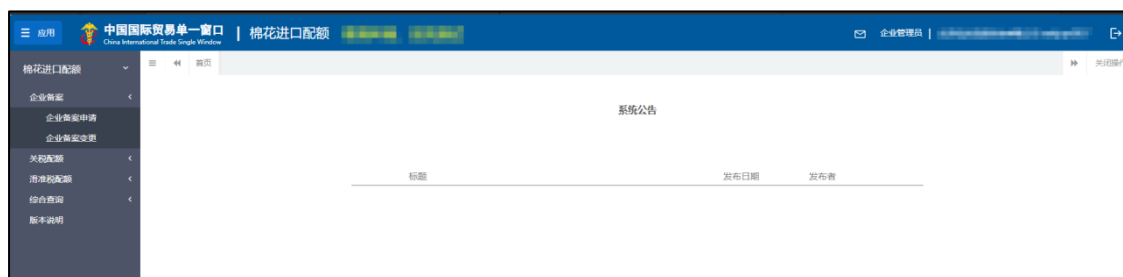 应用
中国国际贸易单一窗口
China International Trade Single Window
| 棉花进口配额
企业管理员 |
棉花进口配额
首页
关闭操作
企业备案
企业备案申请
企业备案变更
关税配额
滑准税配额
综合查询
版本说明
系统公告
标题 发布日期 发布者